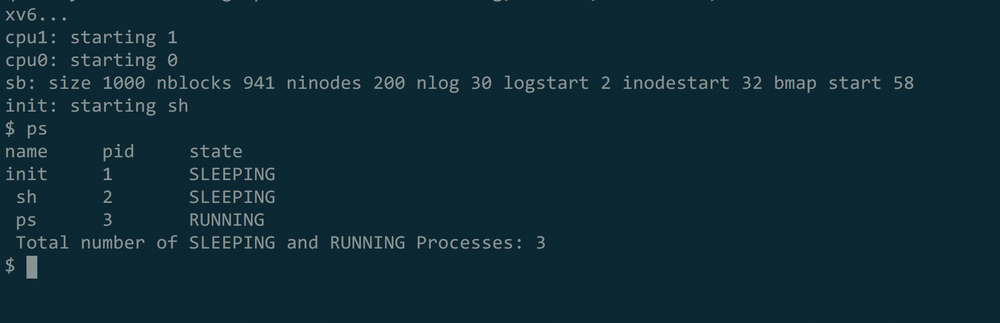 xv6...
cpu1: starting 1
cpu0: starting 0
sb: size 1000 nblocks 941 ninodes 200 nlog 30 logstart 2 inodestart 32 bmap start 58
init: starting sh
$ ps
name     pid     state
init     1       SLEEPING
 sh      2       SLEEPING
 ps      3       RUNNING
 Total number of SLEEPING and RUNNING Processes: 3
$